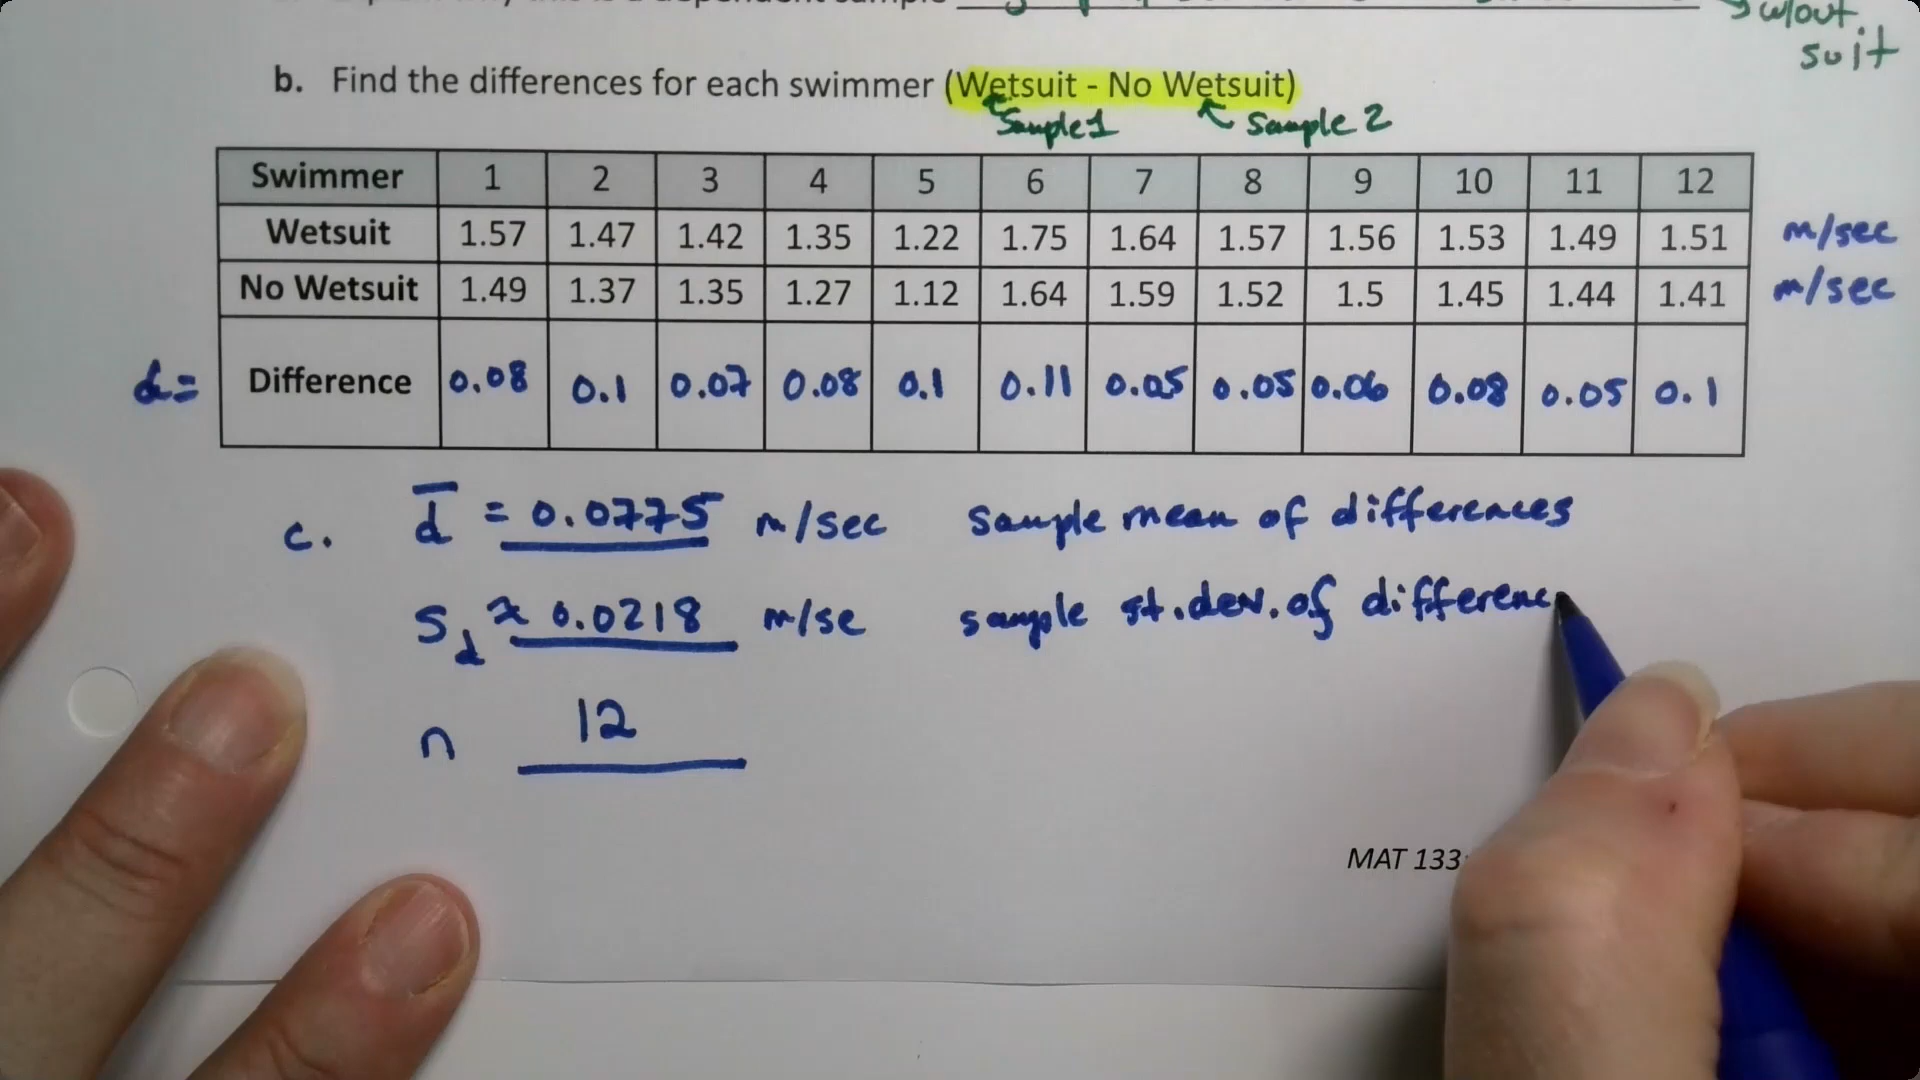 a dependent sample
w/out
suit
b. Find the differences for each swimmer (Wetsuit - No Wetsuit)
Sample 1 Sample 2
Swimmer 1 2 3 4 5 6 7 8 9 10 11 12
Wetsuit 1.57 1.47 1.42 1.35 1.22 1.75 1.64 1.57 1.56 1.53 1.49 1.51 m/sec
No Wetsuit 1.49 1.37 1.35 1.27 1.12 1.64 1.59 1.52 1.5 1.45 1.44 1.41 m/sec
d= Difference 0.08 0.1 0.07 0.08 0.1 0.11 0.05 0.05 0.06 0.08 0.05 0.1
c. d̅ = 0.0775 m/sec sample mean of differences
s_d ≈ 0.0218 m/se sample st.dev.of differenc
n 12
MAT 133